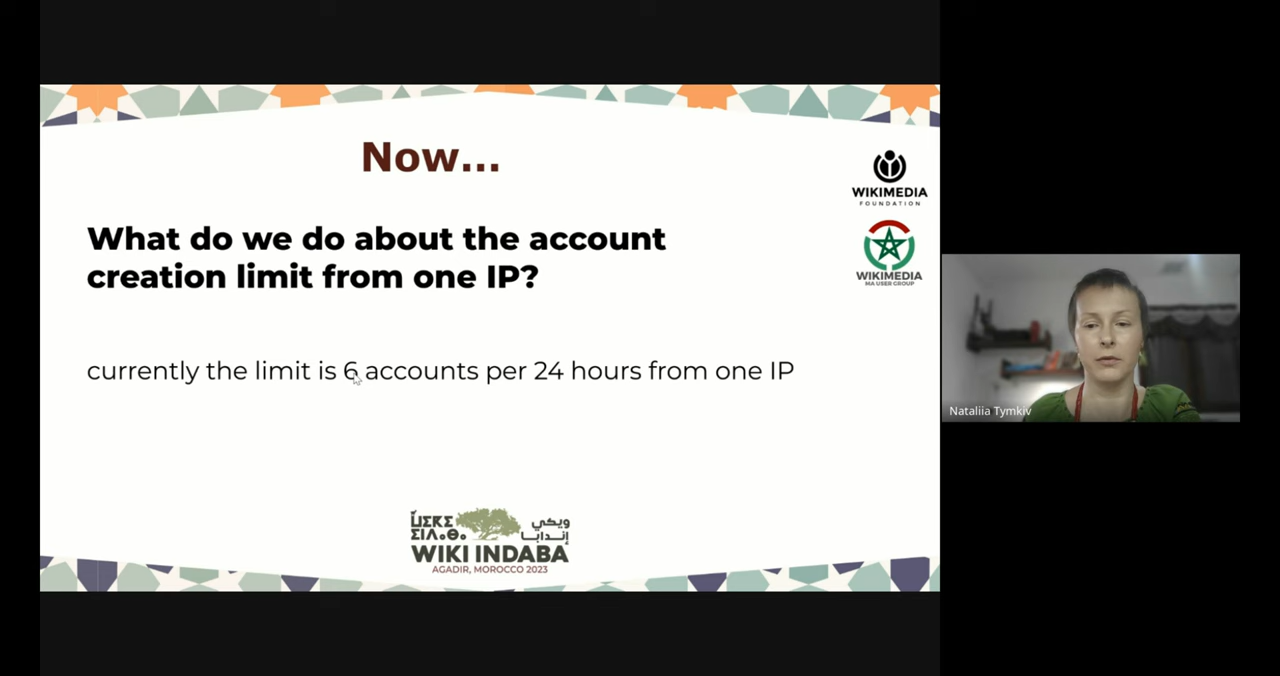 Now...
WIKIMEDIA
FOUNDATION
What do we do about the account
creation limit from one IP?
WIKIMEDIA
MA USER GROUP
currently the limit is 6 accounts per 24 hours from one IP
Nataliia Tymkiv
ويكي
إندابا
WIKI INDABA
AGADIR, MOROCCO 2023